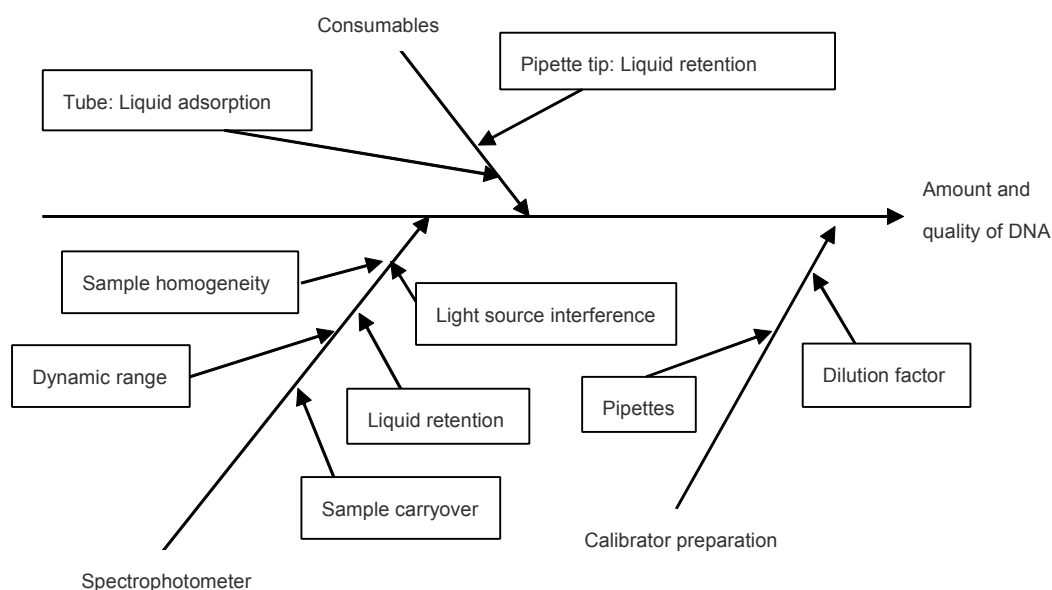 Consumables
Pipette tip: Liquid retention
Tube: Liquid adsorption
Amount and
quality of DNA
Sample homogeneity
Light source interference
Dynamic range
Dilution factor
Liquid retention
Pipettes
Sample carryover
Calibrator preparation
Spectrophotometer